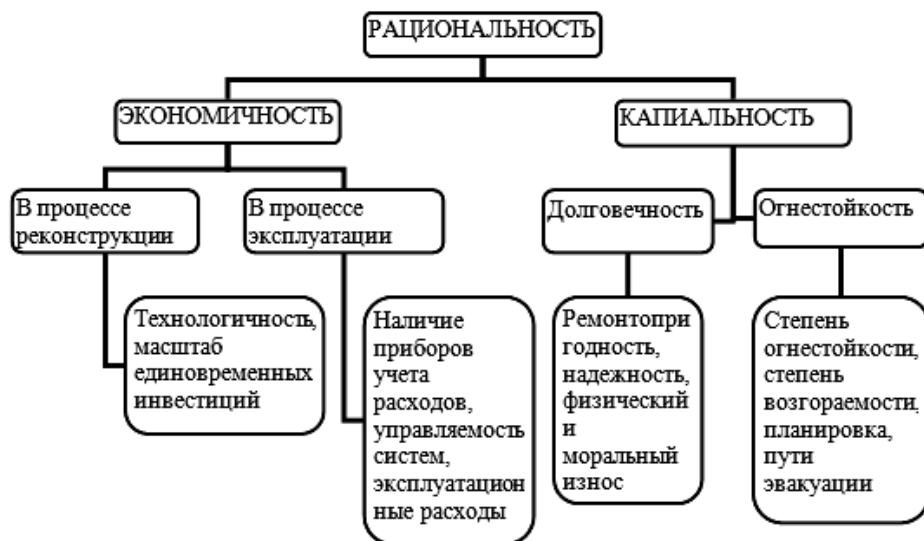 РАЦИОНАЛЬНОСТЬ
ЭКОНОМИЧНОСТЬ
КАПИАЛЬНОСТЬ
В процессе
реконструкции
В процессе
эксплуатации
Долговечность
Огнестойкость
Технологичность,
масштаб
единовременных
инвестиций
Наличие
приборов
учета
расходов,
управляемость
систем,
эксплуатацион
ные расходы
Ремонтопри
годность,
надежность,
физический
и
моральный
износ
Степень
огнестойкости,
степень
возгораемости,
планировка,
пути
эвакуации